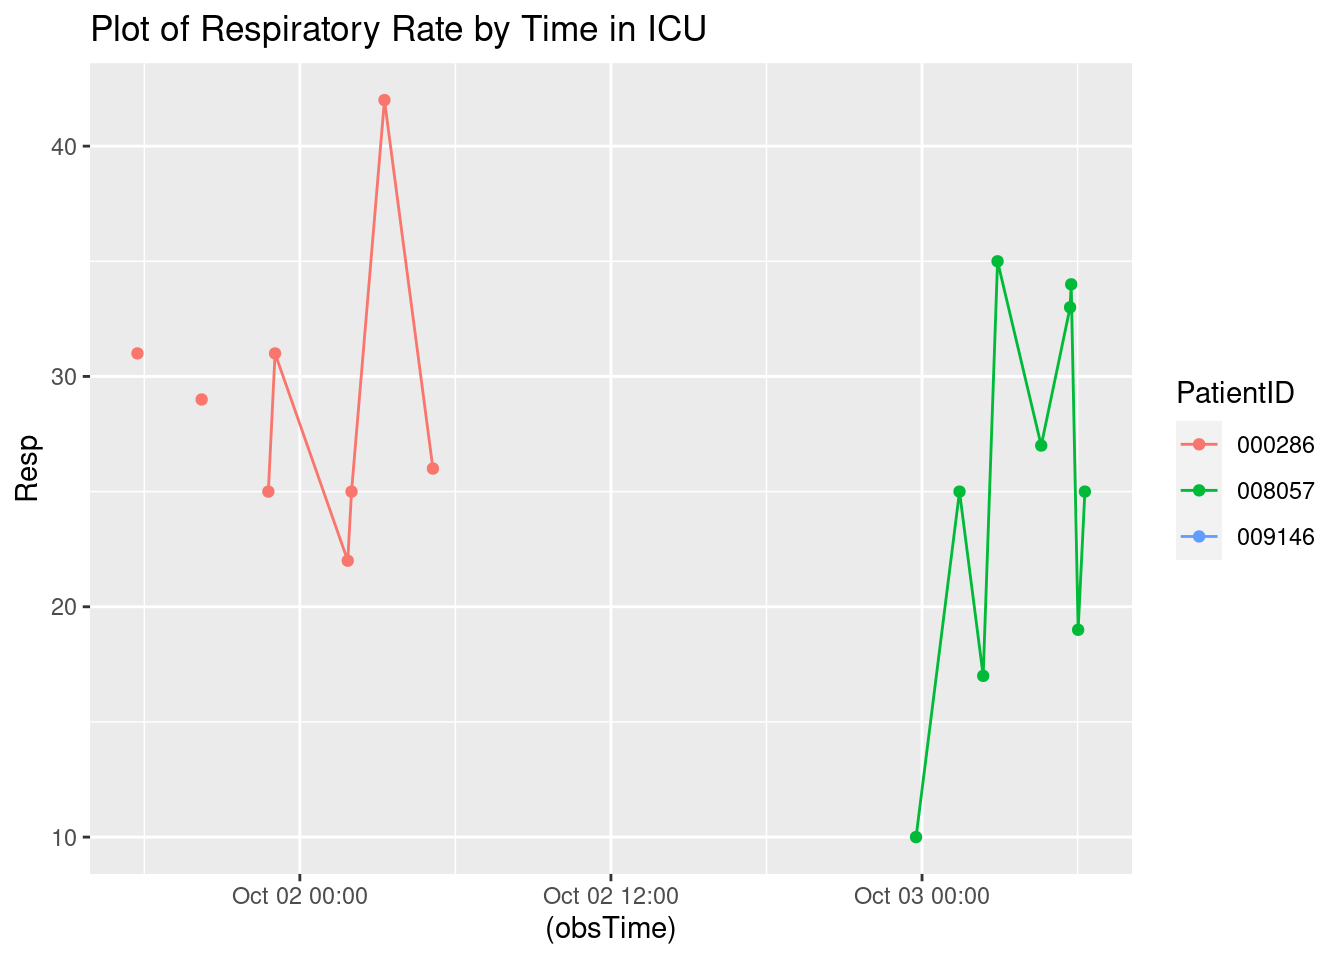 Plot of Respiratory Rate by Time in ICU
40
30
20
10
Resp
Oct 02 00:00
Oct 02 12:00
Oct 03 00:00
(obsTime)
PatientID
000286
008057
009146